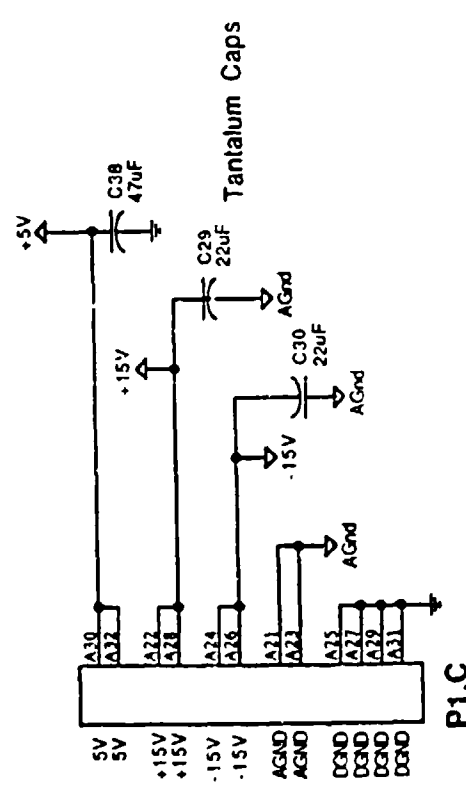 +5V
C38
47uF
Tantalum Caps
+15V
C29
22uF
AGnd
C30
22uF
-15V
AGnd
AGnd
5V A30
5V A32
+15V A22
+15V A28
-15V A24
-15V A26
AGND A21
AGND A23
DGND A25
DGND A27
DGND A29
DGND A31
P1.C